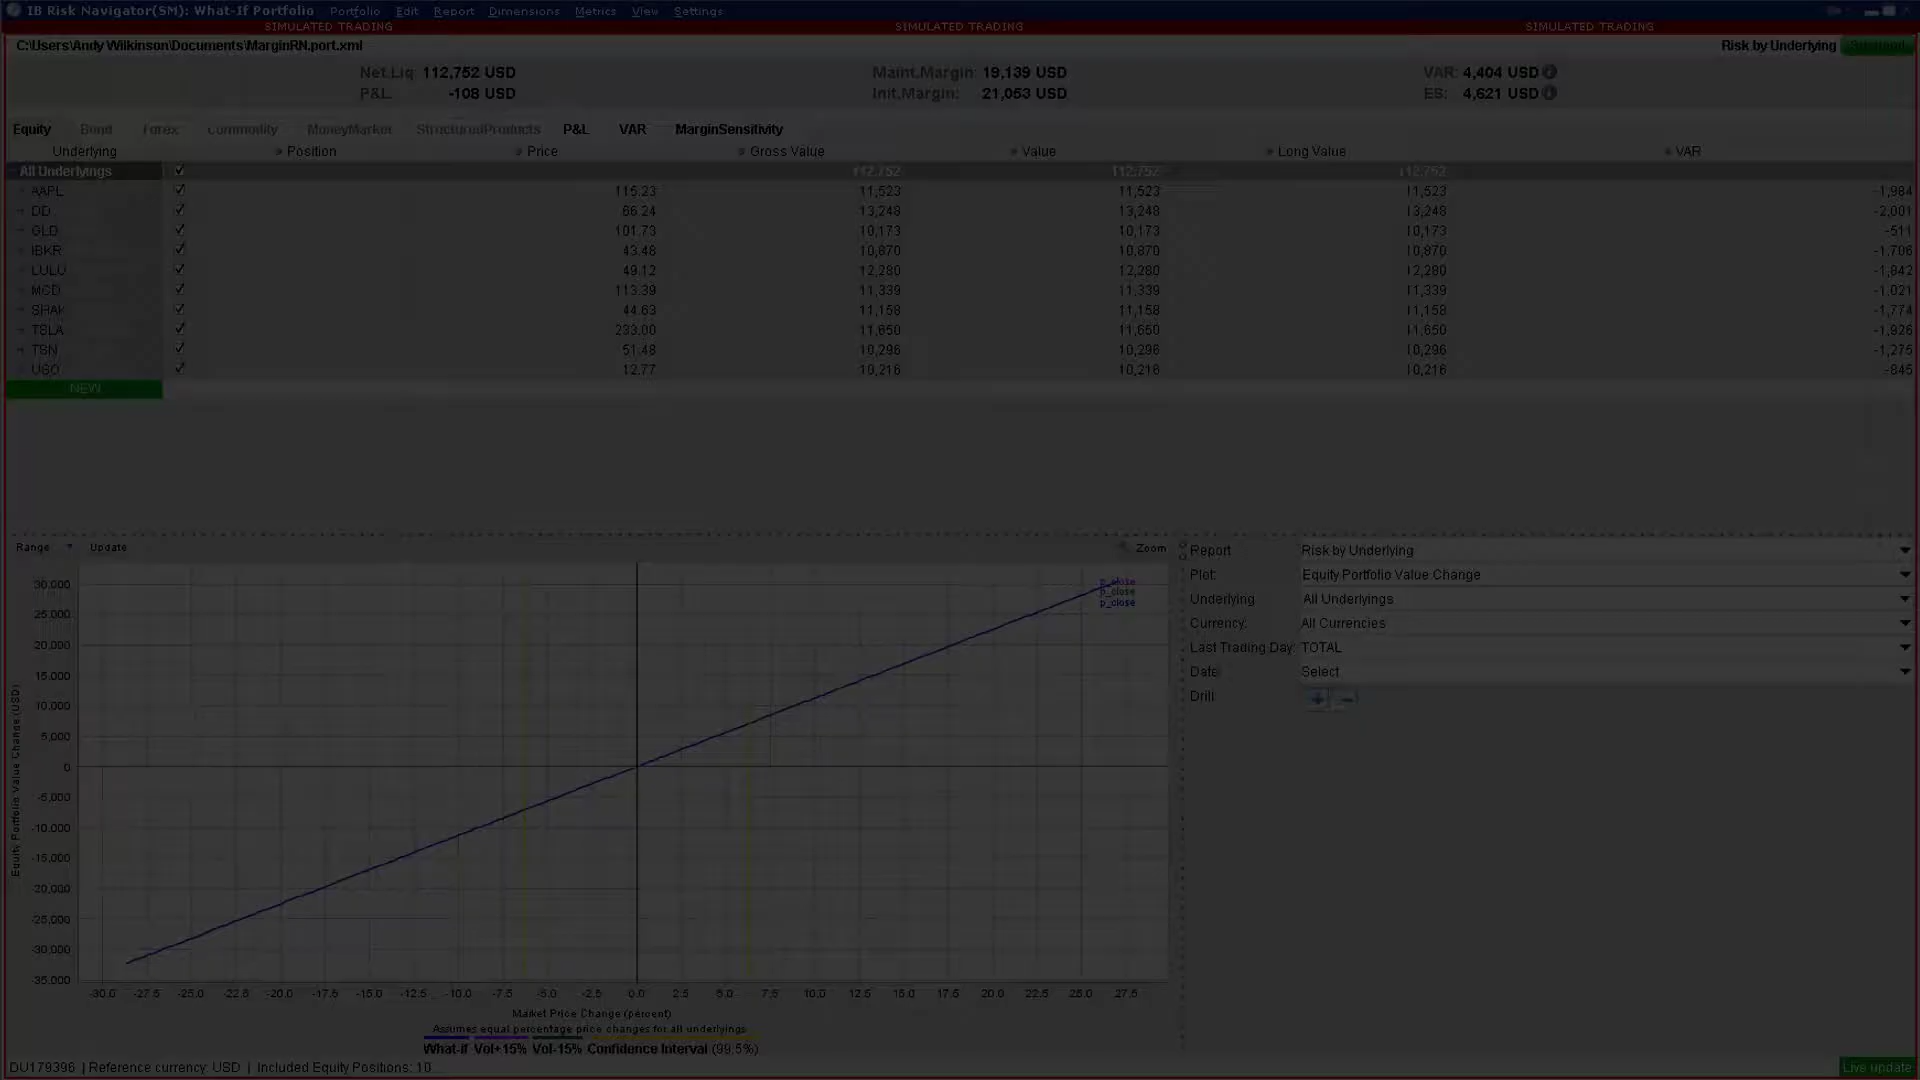 IB Risk Navigator(SM): What-If Portfolio Portfolio Edit Report Dimensions Metrics View Settings
SIMULATED TRADING SIMULATED TRADING SIMULATED TRADING
C:\Users\Andy Wilkinson\Documents\MarginRN.port.xml Risk by Underlying
Net.Liq: 112,752 USD Maint.Margin: 19,139 USD VAR: 4,404 USD
P&L: -108 USD Init.Margin: 21,053 USD ES: 4,621 USD
Equity Bond Forex Commodity MoneyMarket StructuredProducts P&L VAR MarginSensitivity
Underlying Position Price Gross Value Value Long Value VAR
All Underlyings 112,752 112,752 112,752
AAPL 115.23 11,523 11,523 11,523 -1,984
DD 66.24 13,248 13,248 13,248 -2,001
GLD 101.73 10,173 10,173 10,173 -511
IBKR 43.48 10,870 10,870 10,870 -1,706
LULU 49.12 12,280 12,280 12,280 -1,842
MCD 113.39 11,339 11,339 11,339 -1,021
SHAK 44.63 11,158 11,158 11,158 -1,774
TSLA 233.00 11,650 11,650 11,650 -1,926
TSN 51.48 10,296 10,296 10,296 -1,275
USO 12.77 10,216 10,216 10,216 -845
NEW
Range Update Zoom
Report Risk by Underlying
Plot: Equity Portfolio Value Change
Underlying All Underlyings
Currency: All Currencies
Last Trading Day: TOTAL
Date: Select
Drill
p_close
p_close
p_close
Equity Portfolio Value Change (USD)
30,000
25,000
20,000
15,000
10,000
5,000
0
-5,000
-10,000
-15,000
-20,000
-25,000
-30,000
-35,000
-30.0 -27.5 -25.0 -22.5 -20.0 -17.5 -15.0 -12.5 -10.0 -7.5 -5.0 -2.5 0.0 2.5 5.0 7.5 10.0 12.5 15.0 17.5 20.0 22.5 25.0 27.5
Market Price Change (percent)
Assumes equal percentage price changes for all underlyings
What-if Vol+15% Vol-15% Confidence Interval (99.5%)
DU179396 | Reference currency: USD | Included Equity Positions: 10
Live update